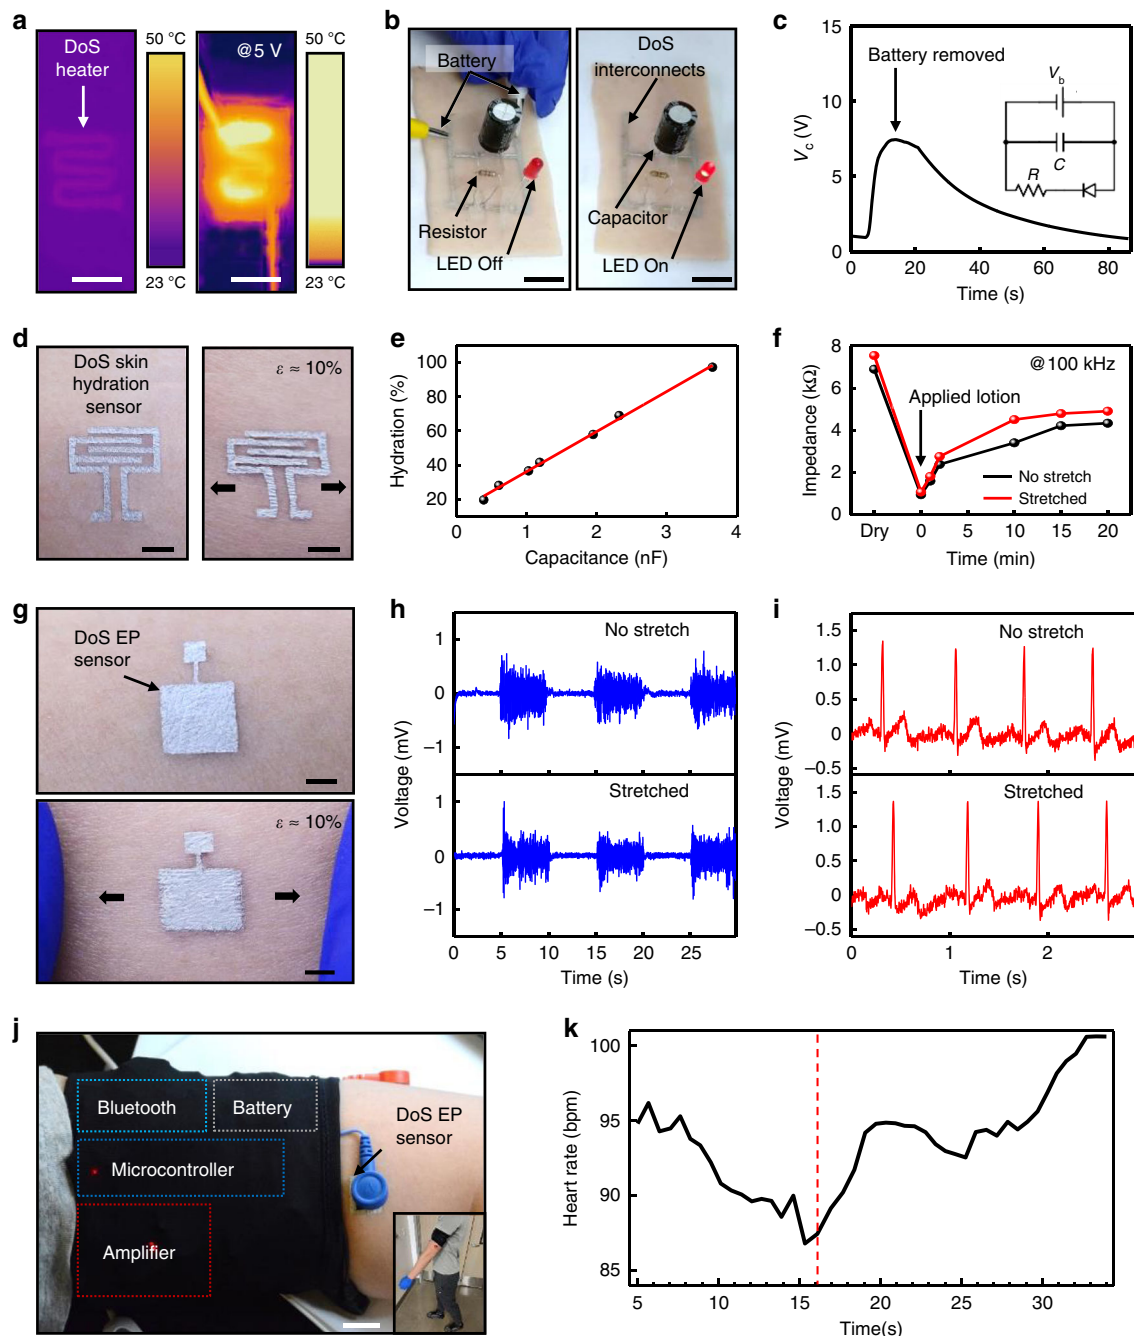 a
50 °C
50 °C
DoS
heater
@5 V
23 °C
23 °C
b
Battery
DoS
interconnects
Resistor
Capacitor
LED Off
LED On
c
15
10
5
0
Vc (V)
Battery removed
Vb
C
R
0
20
40
60
80
Time (s)
d
DoS skin
hydration
sensor
ε ≈ 10%
e
100
80
60
40
20
Hydration (%)
0
1
2
3
4
Capacitance (nF)
f
8
6
4
2
0
Impedance (kΩ)
@100 kHz
Applied lotion
No stretch
Stretched
Dry
0
5
10
15
20
Time (min)
g
DoS EP
sensor
ε ≈ 10%
h
1
0
–1
No stretch
Voltage (mV)
1
0
–1
Stretched
0
5
10
15
20
25
Time (s)
i
1.5
1.0
0.5
0
–0.5
No stretch
Voltage (mV)
1.5
1.0
0.5
0
–0.5
Stretched
0
1
2
Time (s)
j
Bluetooth
Battery
DoS EP
sensor
Microcontroller
Amplifier
k
100
95
90
85
Heart rate (bpm)
5
10
15
20
25
30
Time(s)